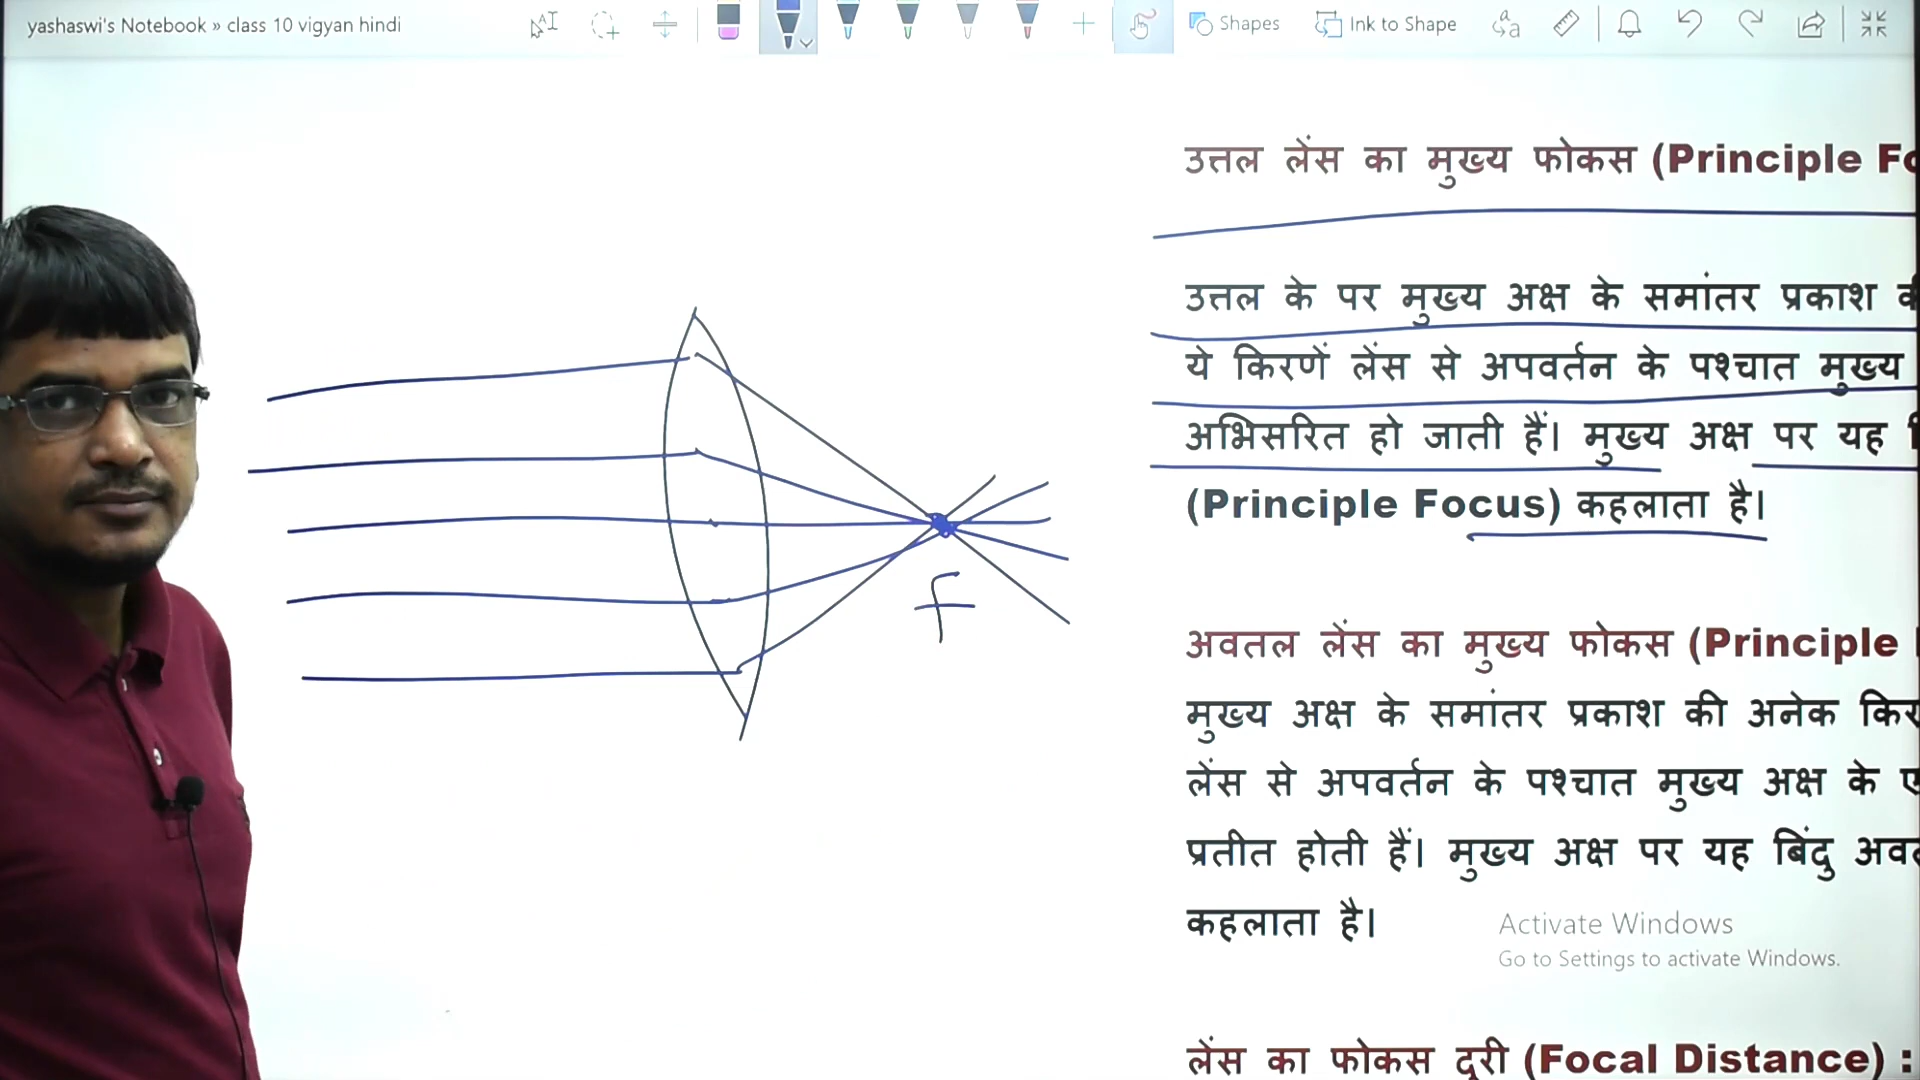 yashaswi's Notebook » class 10 vigyan hindi
Shapes
Ink to Shape
उत्तल लेंस का मुख्य फोकस (Principle
उत्तल के पर मुख्य अक्ष के समांतर प्रकाश
ये किरणें लेंस से अपवर्तन के पश्चात मुख्य
अभिसरित हो जाती हैं। मुख्य अक्ष पर यह
(Principle Focus) कहलाता है।
F
अवतल लेंस का मुख्य फोकस (Principle
मुख्य अक्ष के समांतर प्रकाश की अनेक
लेंस से अपवर्तन के पश्चात मुख्य अक्ष के
प्रतीत होती हैं। मुख्य अक्ष पर यह बिंदु
कहलाता है।
Activate Windows
Go to Settings to activate Windows.
लेंस का फोकस दूरी (Focal Distance) :